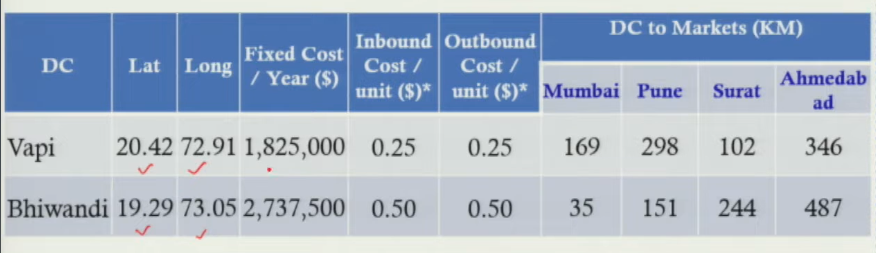 DC Lat Long Fixed Cost / Year ($) Inbound Cost / unit ($)* Outbound Cost / unit ($)* DC to Markets (KM)
Mumbai Pune Surat Ahmedabad
Vapi 20.42 72.91 1,825,000 0.25 0.25 169 298 102 346
Bhiwandi 19.29 73.05 2,737,500 0.50 0.50 35 151 244 487